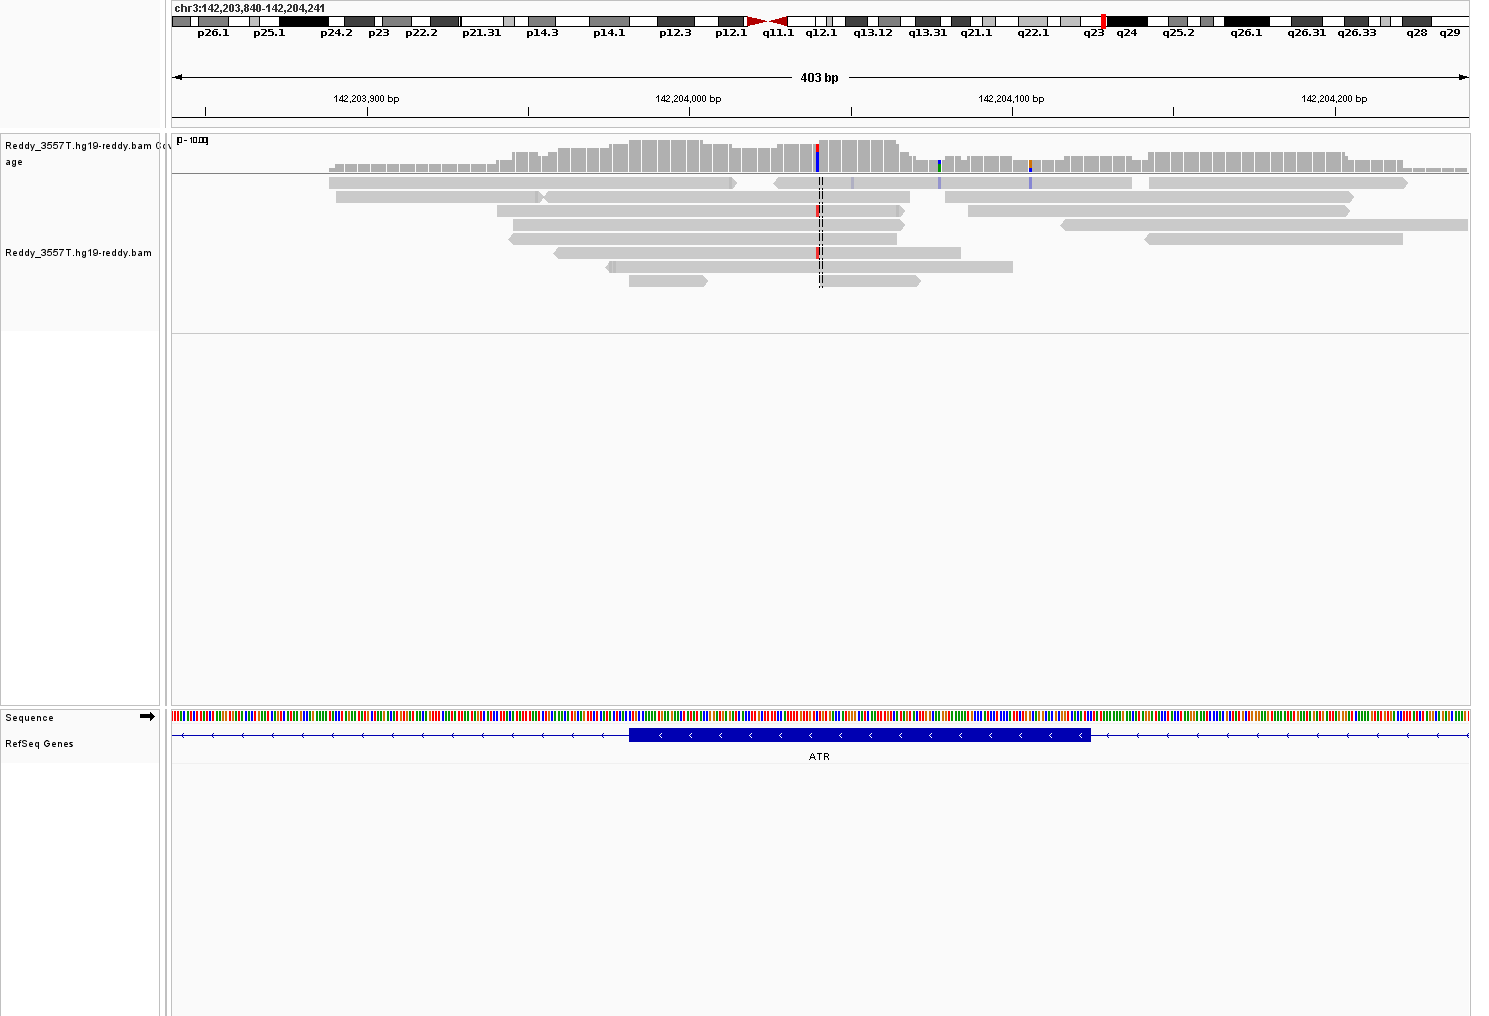 chr3:142,203,840-142,204,241
p26.1 p25.1 p24.2 p23 p22.2 p21.31 p14.3 p14.1 p12.3 p12.1 q11.1 q12.1 q13.12 q13.31 q21.1 q22.1 q23 q24 q25.2 q26.1 q26.31 q26.33 q28 q29
403 bp
142,203,900 bp 142,204,000 bp 142,204,100 bp 142,204,200 bp
Reddy_3557T.hg19-reddy.bam Cov
age
[0 - 10.00]
Reddy_3557T.hg19-reddy.bam
Sequence
RefSeq Genes
ATR